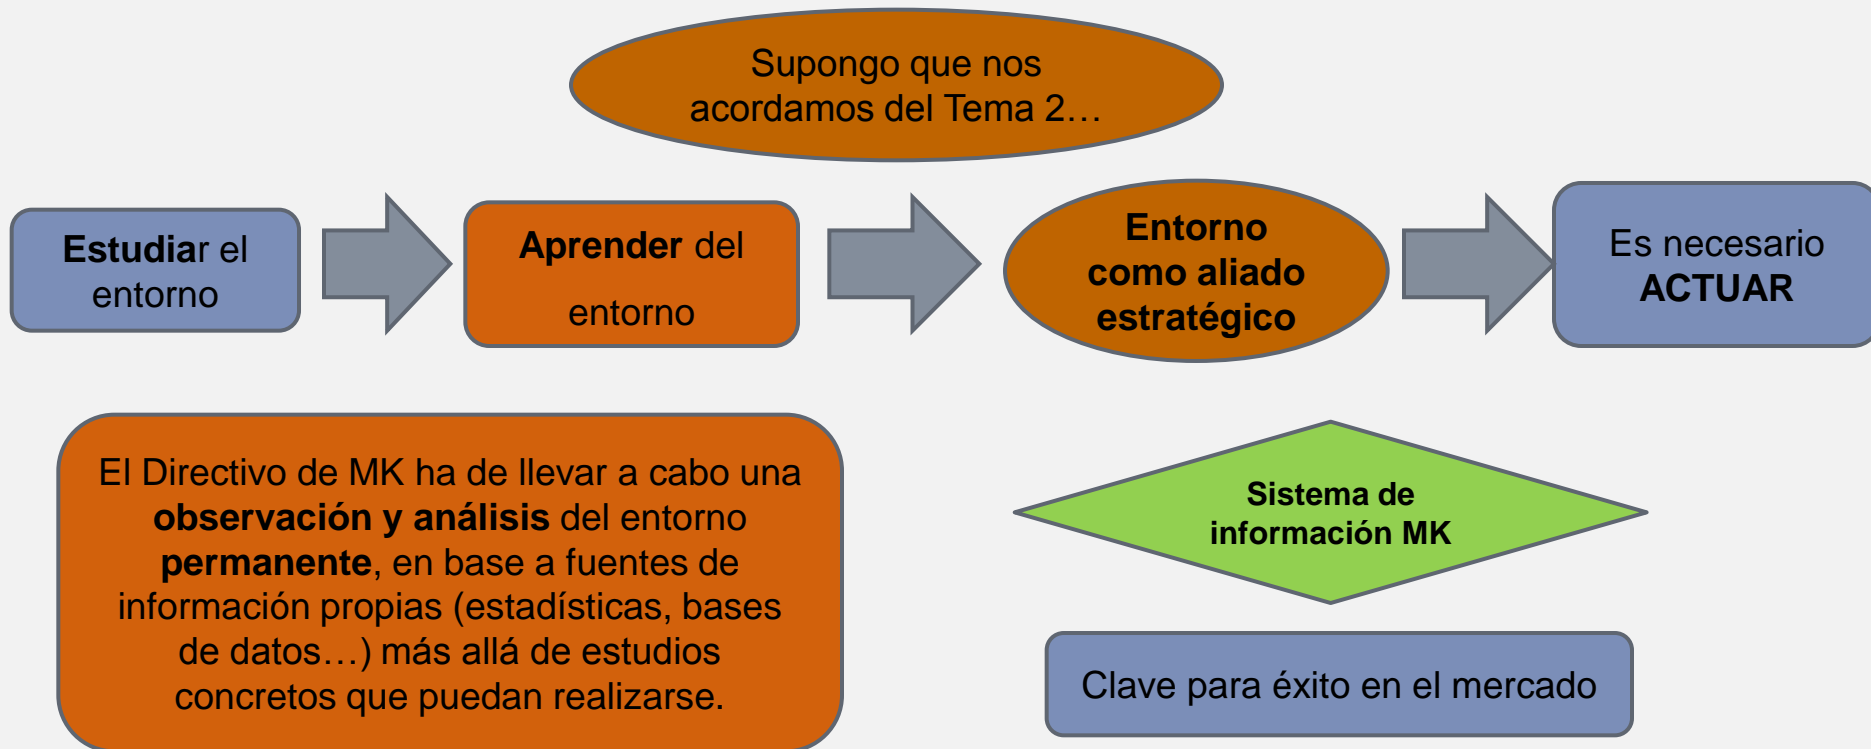 Supongo que nos
acordamos del Tema 2…
Estudiar el
entorno
Aprender del
entorno
Entorno
como aliado
estratégico
Es necesario
ACTUAR
El Directivo de MK ha de llevar a cabo una
observación y análisis del entorno
permanente, en base a fuentes de
información propias (estadísticas, bases
de datos…) más allá de estudios
concretos que puedan realizarse.
Sistema de
información MK
Clave para éxito en el mercado